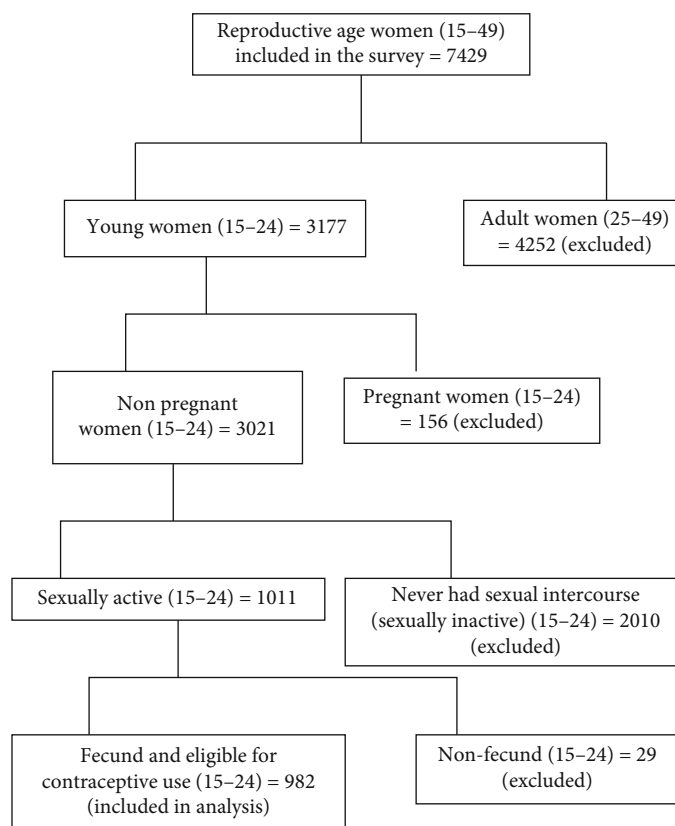 Reproductive age women (15–49)
included in the survey = 7429
Young women (15–24) = 3177
Adult women (25–49)
= 4252 (excluded)
Non pregnant
women (15–24) = 3021
Pregnant women (15–24)
= 156 (excluded)
Sexually active (15–24) = 1011
Never had sexual intercourse
(sexually inactive) (15–24) = 2010
(excluded)
Fecund and eligible for
contraceptive use (15–24) = 982
(included in analysis)
Non-fecund (15–24) = 29
(excluded)